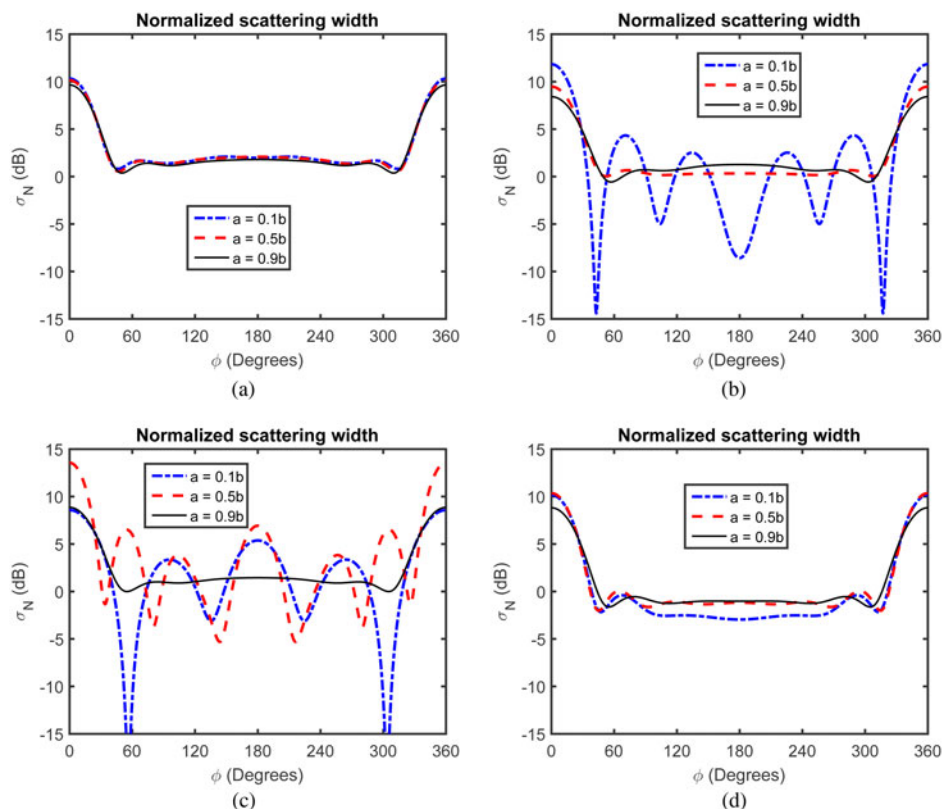 Normalized scattering width
15
10
5
0
-5
-10
-15
σN (dB)
a = 0.1b
a = 0.5b
a = 0.9b
0 60 120 180 240 300 360
ϕ (Degrees)
(a)
Normalized scattering width
15
10
5
0
-5
-10
-15
σN (dB)
a = 0.1b
a = 0.5b
a = 0.9b
0 60 120 180 240 300 360
ϕ (Degrees)
(b)
Normalized scattering width
15
10
5
0
-5
-10
-15
σN (dB)
a = 0.1b
a = 0.5b
a = 0.9b
0 60 120 180 240 300 360
ϕ (Degrees)
(c)
Normalized scattering width
15
10
5
0
-5
-10
-15
σN (dB)
a = 0.1b
a = 0.5b
a = 0.9b
0 60 120 180 240 300 360
ϕ (Degrees)
(d)